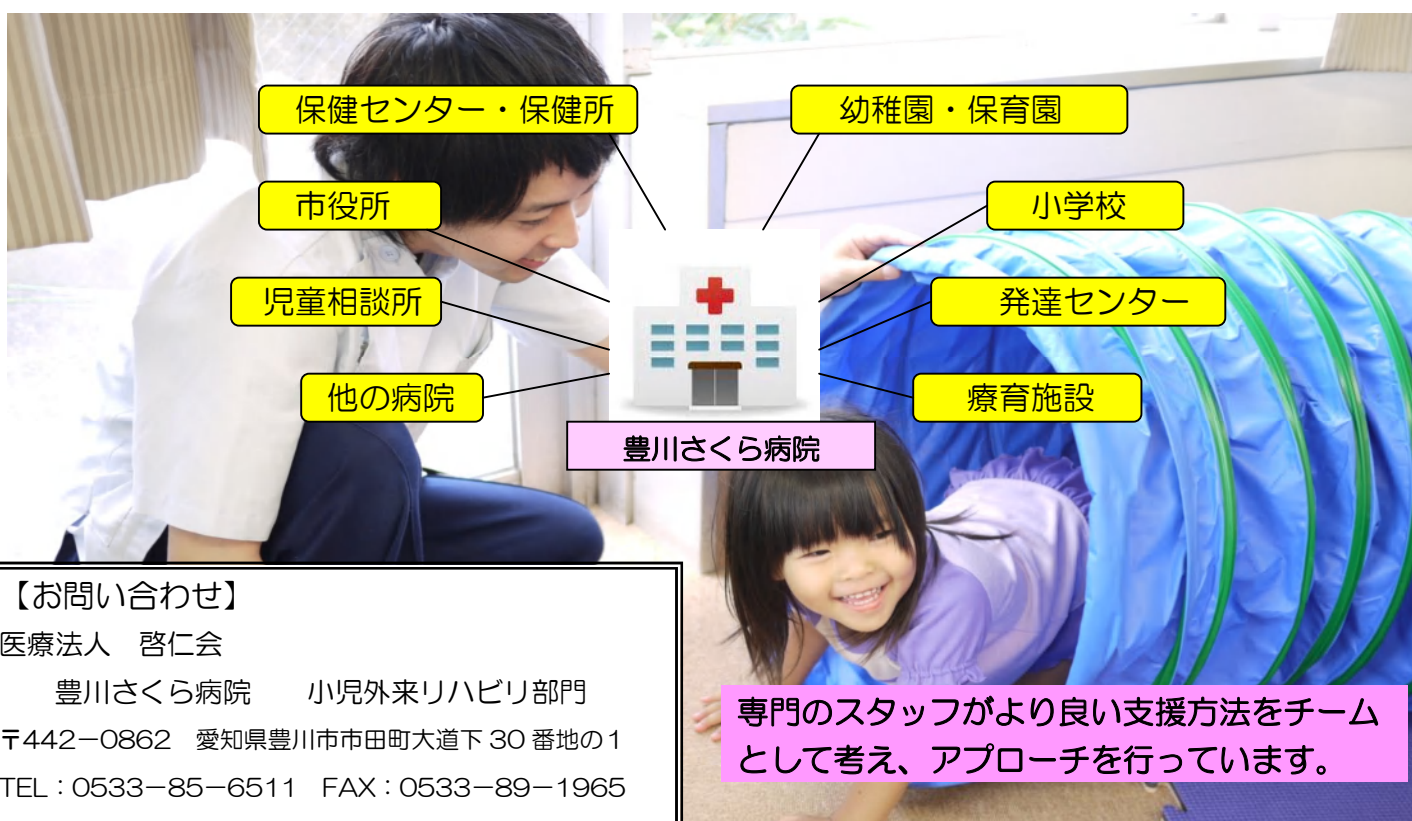 保健センター・保健所
幼稚園・保育園
市役所
小学校
児童相談所
発達センター
他の病院
療育施設
豊川さくら病院
【お問い合わせ】
医療法人　啓仁会
豊川さくら病院　　小児外来リハビリ部門
〒442－0862　愛知県豊川市市田町大道下 30 番地の１
TEL：0533－85－6511　FAX：0533－89－1965
専門のスタッフがより良い支援方法をチーム
として考え、アプローチを行っています。